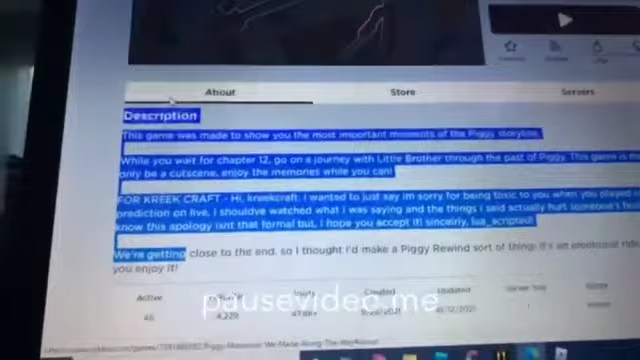 About Store Servers
Description
This game was made to show you the most important moments of the Piggy storyline.
While you wait for chapter 12, go on a journey with Little Brother through the past of Piggy. This game is
only be a cutscene, enjoy the memories while you can!
FOR KREEK CRAFT - Hi, kreekcraft. I wanted to just say im sorry for being toxic to you when you played
prediction on live, I shouldve watched what I was saying and the things I said actually hurt someone's
know this apology isnt that formal but, I hope you accept it! sincerely, lua_scripted!
We're getting close to the end, so I thought I'd make a Piggy Rewind sort of thing. It's an emotional ride
you enjoy it!
Active Created Updated
46 4,229
pausevideo.me